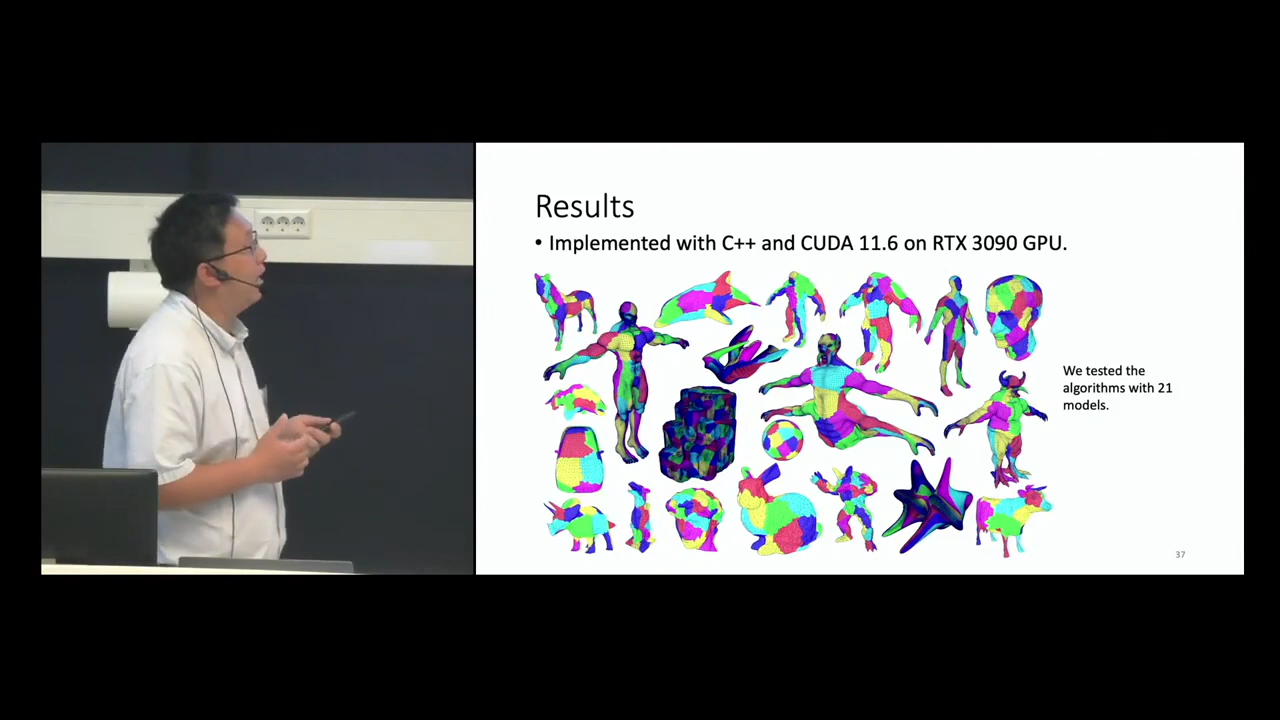 Results
• Implemented with C++ and CUDA 11.6 on RTX 3090 GPU.
We tested the
algorithms with 21
models.
37